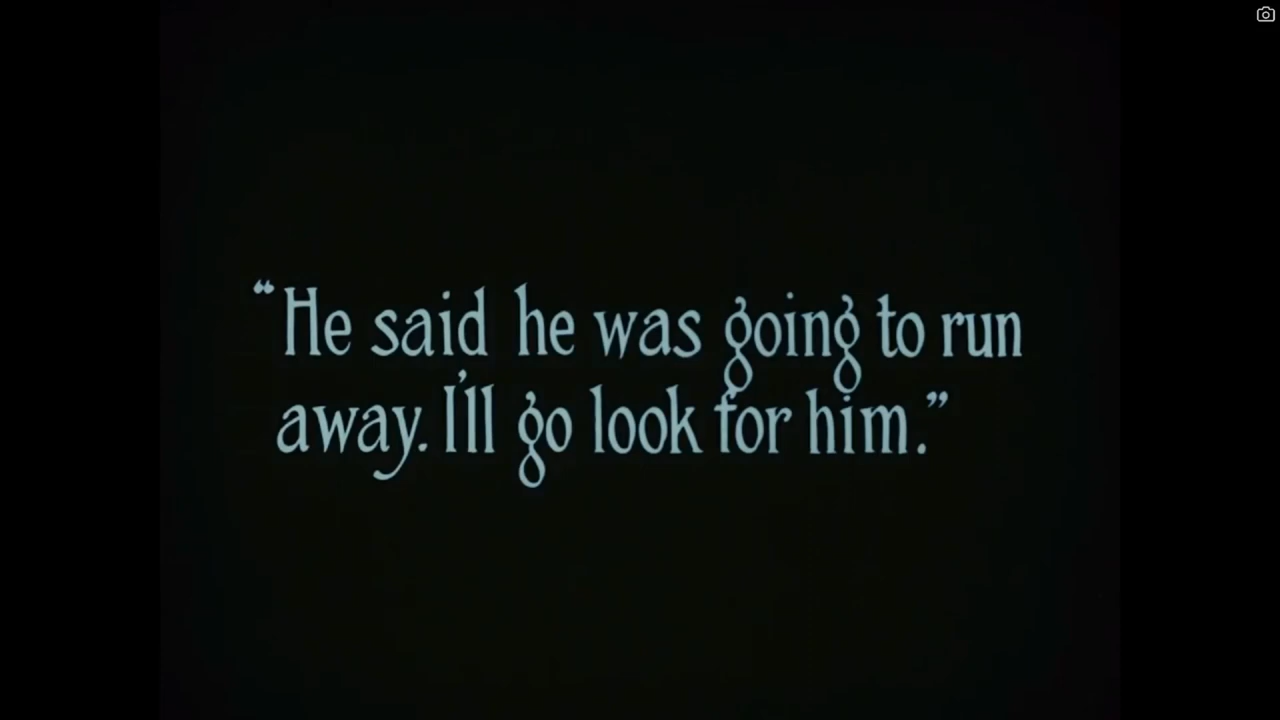 “He said he was going to run
away. I'll go look for him.”